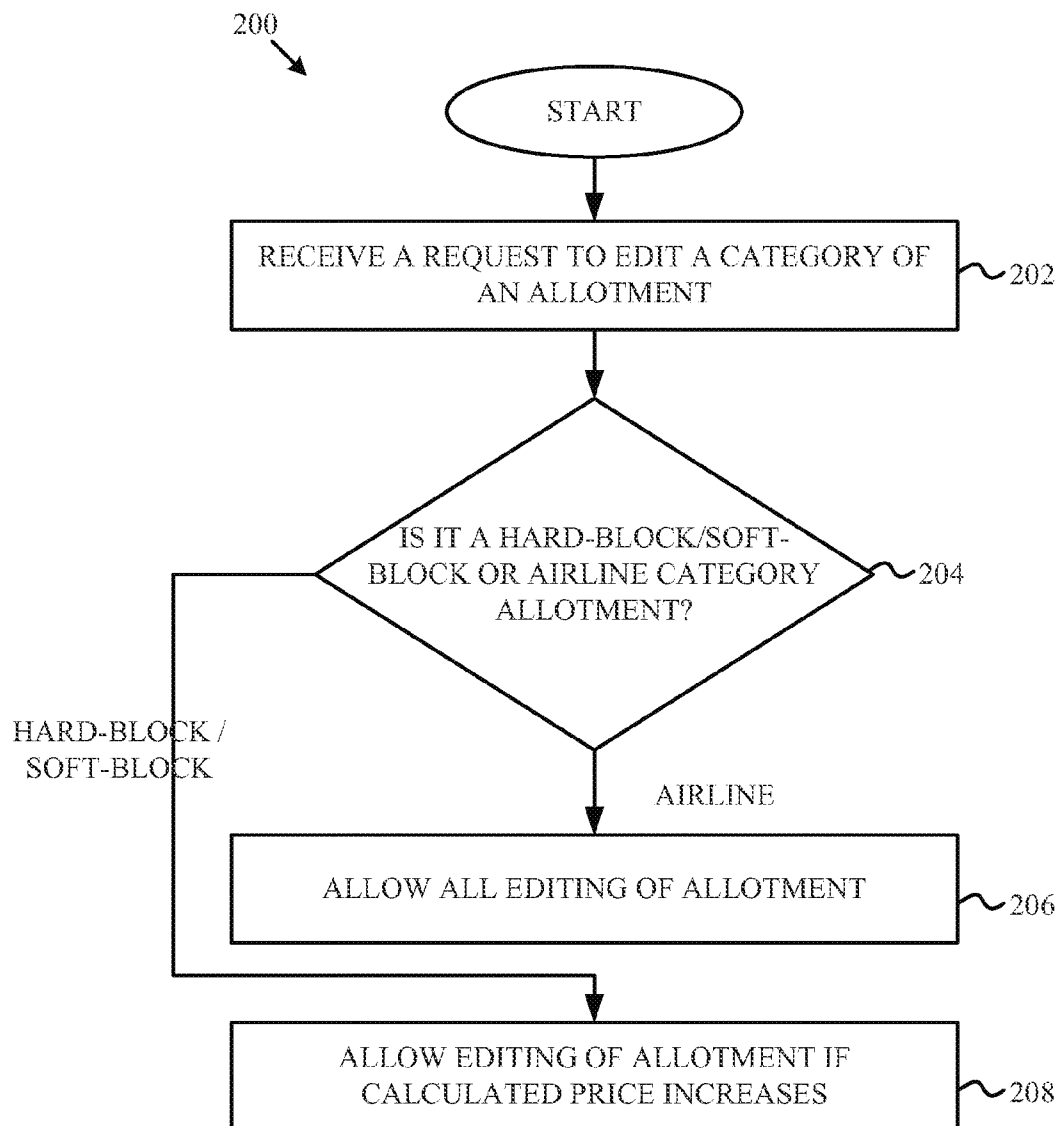 200
START
RECEIVE A REQUEST TO EDIT A CATEGORY OF
AN ALLOTMENT
202
IS IT A HARD-BLOCK/SOFT-
BLOCK OR AIRLINE CATEGORY
ALLOTMENT?
204
HARD-BLOCK /
SOFT-BLOCK
AIRLINE
ALLOW ALL EDITING OF ALLOTMENT
206
ALLOW EDITING OF ALLOTMENT IF
CALCULATED PRICE INCREASES
208